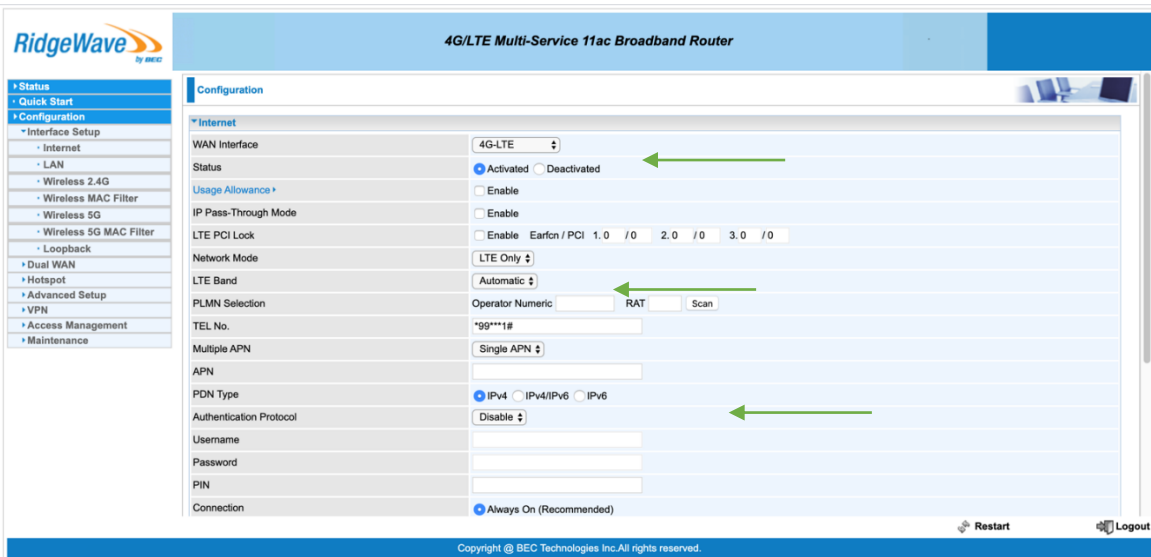 RidgeWave
by BEC
4G/LTE Multi-Service 11ac Broadband Router
Status
Quick Start
Configuration
Interface Setup
Internet
LAN
Wireless 2.4G
Wireless MAC Filter
Wireless 5G
Wireless 5G MAC Filter
Loopback
Dual WAN
Hotspot
Advanced Setup
VPN
Access Management
Maintenance
Configuration
Internet
WAN Interface 4G-LTE
Status Activated Deactivated
Usage Allowance Enable
IP Pass-Through Mode Enable
LTE PCI Lock Enable Earfcn / PCI 1. 0 / 0 2. 0 / 0 3. 0 / 0
Network Mode LTE Only
LTE Band Automatic
PLMN Selection Operator Numeric RAT Scan
TEL No. *99***1#
Multiple APN Single APN
APN
PDN Type IPv4 IPv4/IPv6 IPv6
Authentication Protocol Disable
Username
Password
PIN
Connection Always On (Recommended)
Restart Logout
Copyright @ BEC Technologies Inc.All rights reserved.